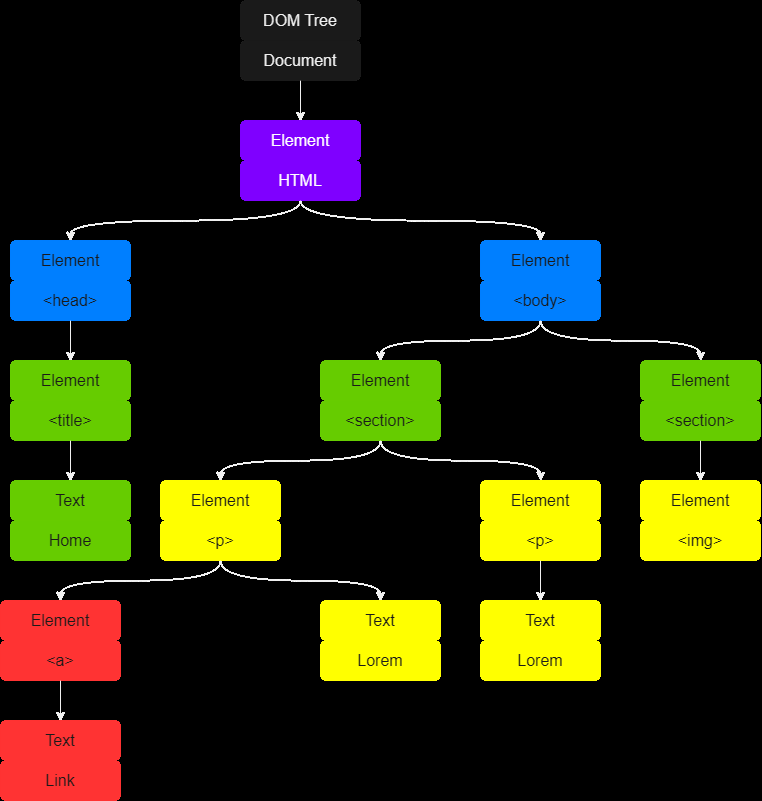 DOM Tree
Document
Element
HTML
Element
<head>
Element
<body>
Element
<title>
Element
<section>
Element
<section>
Text
Home
Element
<p>
Element
<p>
Element
<img>
Element
<a>
Text
Lorem
Text
Lorem
Text
Link